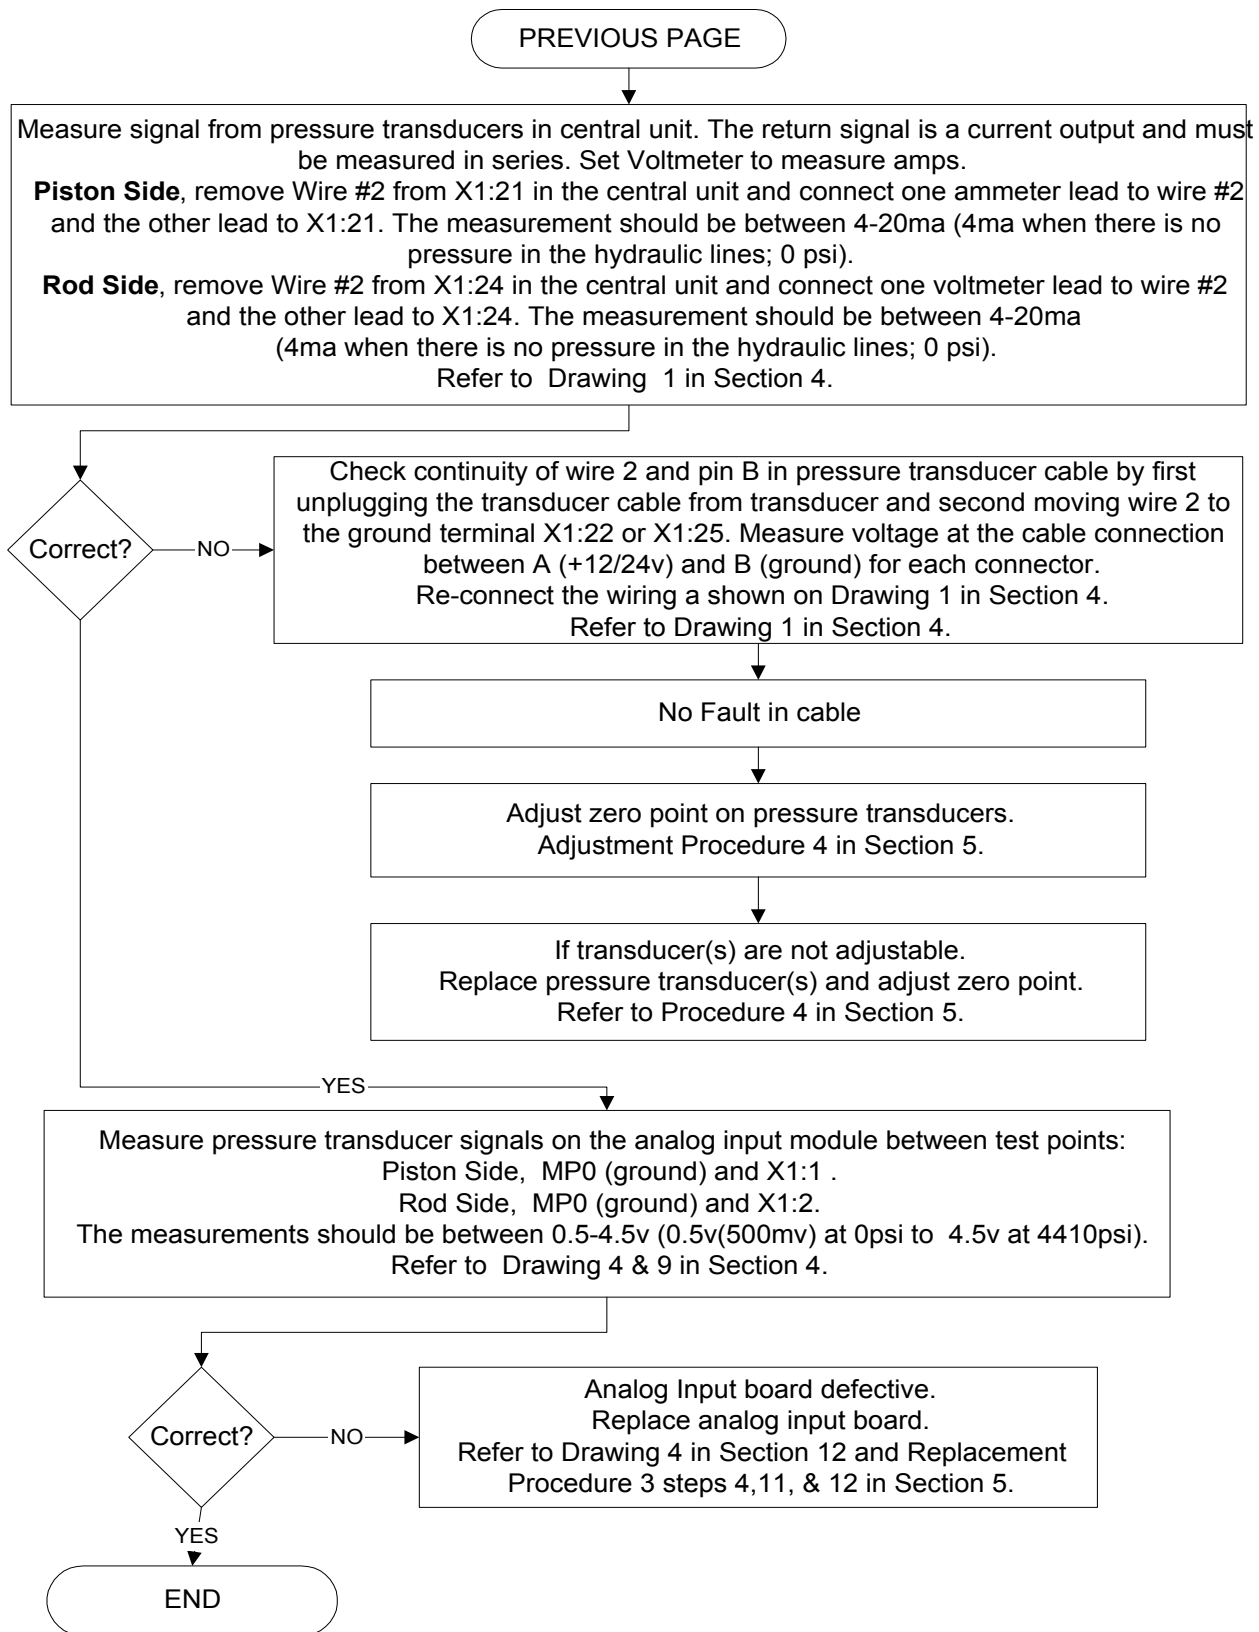 PREVIOUS PAGE
Measure signal from pressure transducers in central unit. The return signal is a current output and must
be measured in series. Set Voltmeter to measure amps.
Piston Side, remove Wire #2 from X1:21 in the central unit and connect one ammeter lead to wire #2
and the other lead to X1:21. The measurement should be between 4-20ma (4ma when there is no
pressure in the hydraulic lines; 0 psi).
Rod Side, remove Wire #2 from X1:24 in the central unit and connect one voltmeter lead to wire #2
and the other lead to X1:24. The measurement should be between 4-20ma
(4ma when there is no pressure in the hydraulic lines; 0 psi).
Refer to Drawing 1 in Section 4.
Correct?
NO
Check continuity of wire 2 and pin B in pressure transducer cable by first
unplugging the transducer cable from transducer and second moving wire 2 to
the ground terminal X1:22 or X1:25. Measure voltage at the cable connection
between A (+12/24v) and B (ground) for each connector.
Re-connect the wiring a shown on Drawing 1 in Section 4.
Refer to Drawing 1 in Section 4.
No Fault in cable
Adjust zero point on pressure transducers.
Adjustment Procedure 4 in Section 5.
If transducer(s) are not adjustable.
Replace pressure transducer(s) and adjust zero point.
Refer to Procedure 4 in Section 5.
YES
Measure pressure transducer signals on the analog input module between test points:
Piston Side, MP0 (ground) and X1:1 .
Rod Side, MP0 (ground) and X1:2.
The measurements should be between 0.5-4.5v (0.5v(500mv) at 0psi to 4.5v at 4410psi).
Refer to Drawing 4 & 9 in Section 4.
Correct?
NO
Analog Input board defective.
Replace analog input board.
Refer to Drawing 4 in Section 12 and Replacement
Procedure 3 steps 4,11, & 12 in Section 5.
YES
END